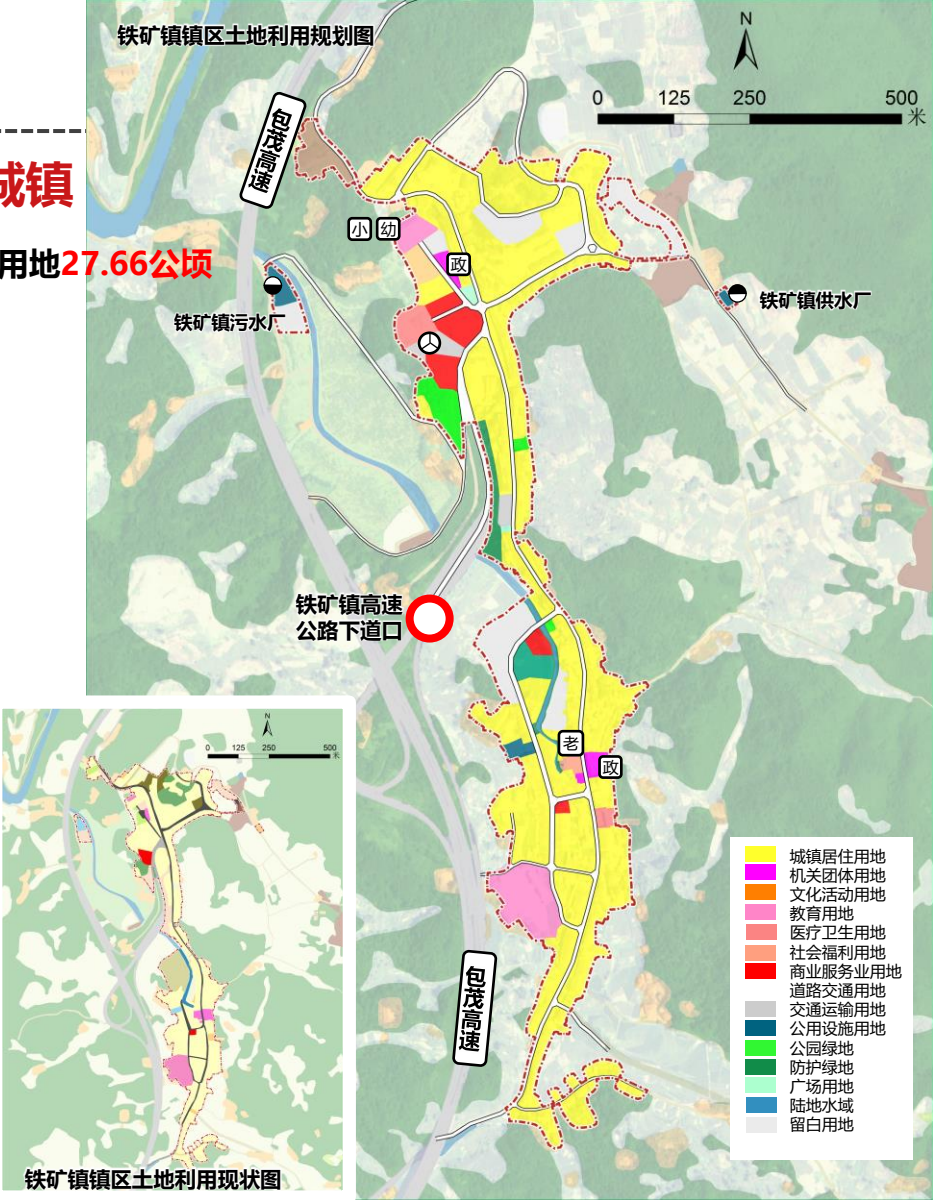 铁矿镇镇区土地利用规划图
N
0 125 250 500
米
包茂高速
城镇
用地27.66公顷
小 幼
政
铁矿镇污水厂
铁矿镇供水厂
铁矿镇高速
公路下道口
老
政
包茂高速
N
0 125 250 500
米
铁矿镇镇区土地利用现状图
城镇居住用地
机关团体用地
文化活动用地
教育用地
医疗卫生用地
社会福利用地
商业服务业用地
道路交通用地
交通运输用地
公用设施用地
公园绿地
防护绿地
广场用地
陆地水域
留白用地